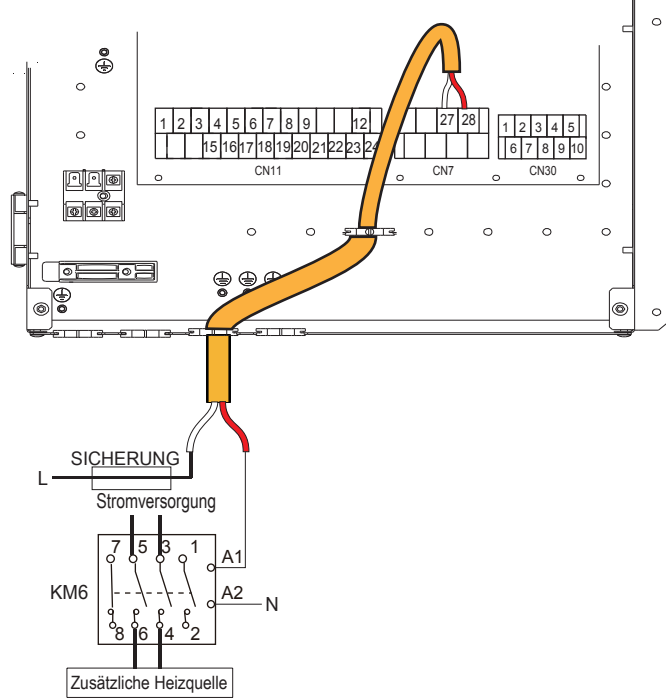 27 28
1 2 3 4 5 6 7 8 9 12
1 2 3 4 5
15 16 17 18 19 20 21 22 23 24
6 7 8 9 10
CN11
CN7
CN30
SICHERUNG
L
Stromversorgung
7 5 3 1
A1
KM6
A2
N
8 6 4 2
Zusätzliche Heizquelle